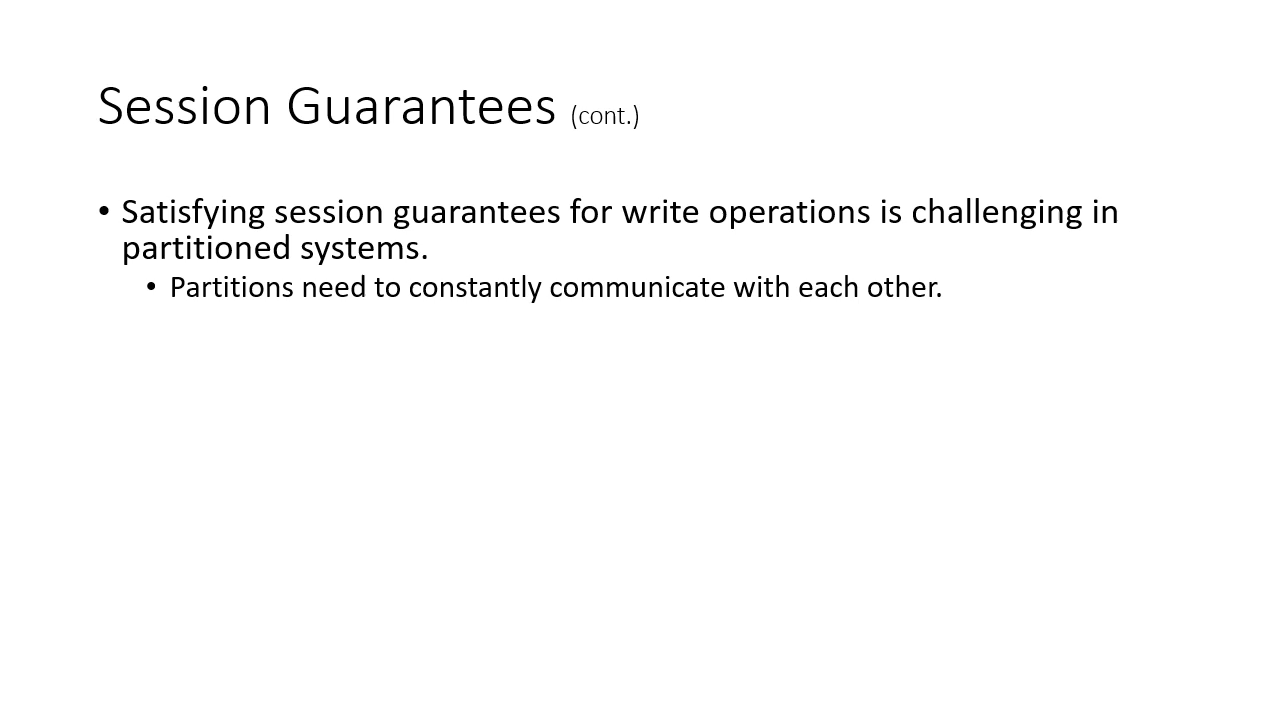 Session Guarantees (cont.)
• Satisfying session guarantees for write operations is challenging in
partitioned systems.
• Partitions need to constantly communicate with each other.